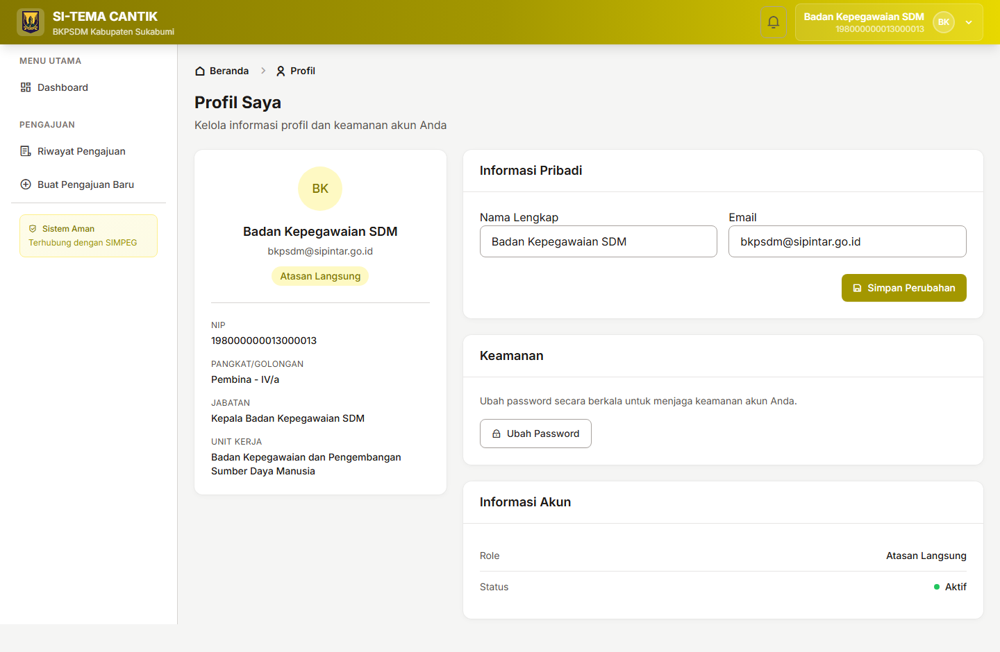 SI-TEMA CANTIK
BKPSDM Kabupaten Sukabumi
Badan Kepegawaian SDM
198000000013000013
BK
MENU UTAMA
Dashboard
PENGAJUAN
Riwayat Pengajuan
Buat Pengajuan Baru
Sistem Aman
Terhubung dengan SIMPEG
Beranda
Profil
Profil Saya
Kelola informasi profil dan keamanan akun Anda
BK
Badan Kepegawaian SDM
bkpsdm@sipintar.go.id
Atasan Langsung
NIP
198000000013000013
PANGKAT/GOLONGAN
Pembina - IV/a
JABATAN
Kepala Badan Kepegawaian SDM
UNIT KERJA
Badan Kepegawaian dan Pengembangan
Sumber Daya Manusia
Informasi Pribadi
Nama Lengkap
Badan Kepegawaian SDM
Email
bkpsdm@sipintar.go.id
Simpan Perubahan
Keamanan
Ubah password secara berkala untuk menjaga keamanan akun Anda.
Ubah Password
Informasi Akun
Role
Atasan Langsung
Status
Aktif